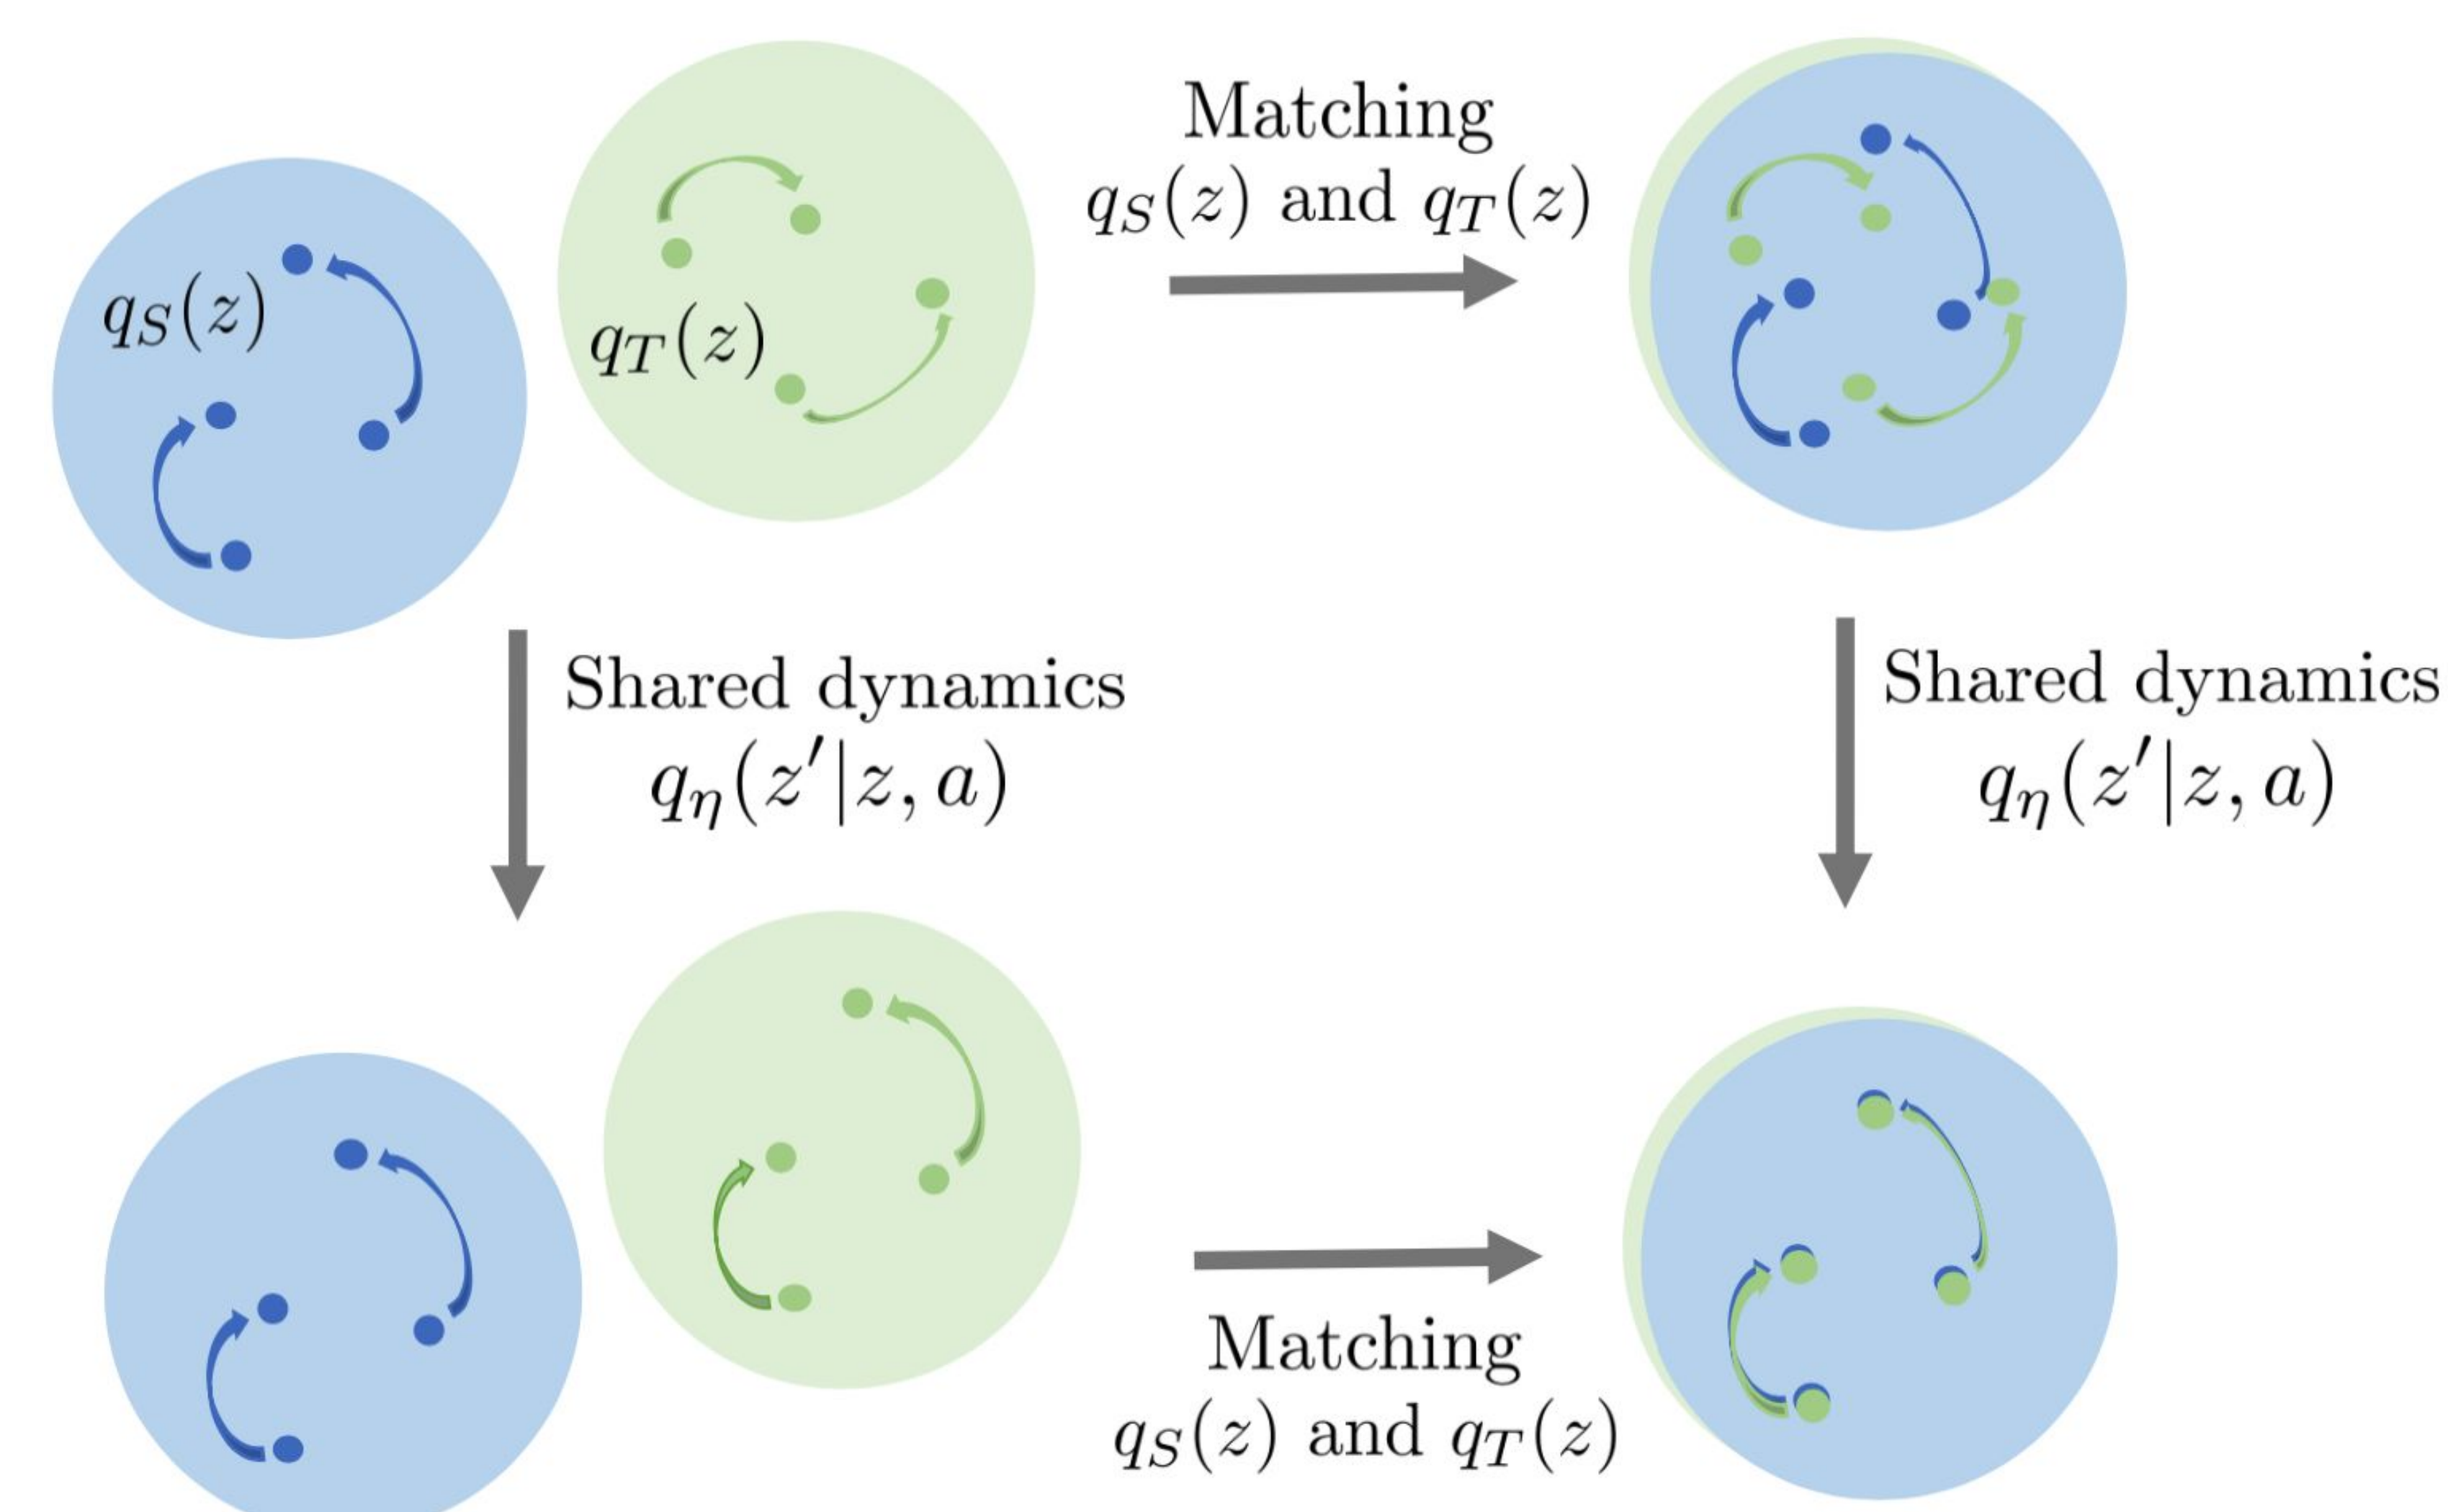 Matching
q_S(z) and q_T(z)
q_S(z)
q_T(z)
Shared dynamics
q_η(z′|z, a)
Shared dynamics
q_η(z′|z, a)
Matching
q_S(z) and q_T(z)